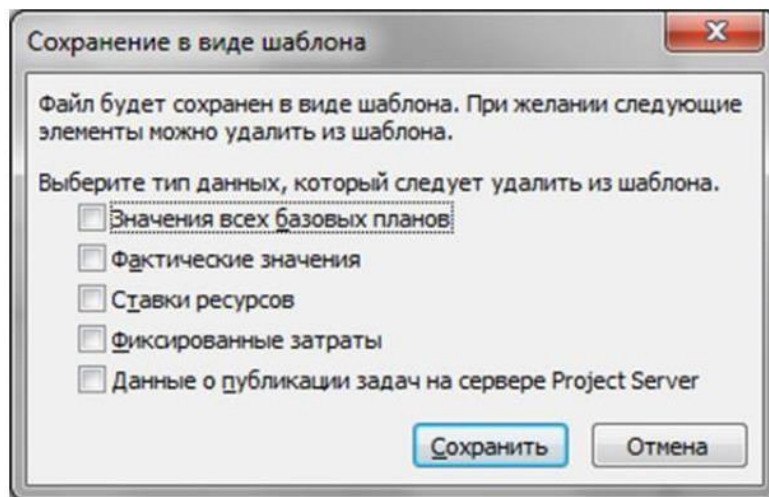 Сохранение в виде шаблона
Файл будет сохранен в виде шаблона. При желании следующие
элементы можно удалить из шаблона.
Выберите тип данных, который следует удалить из шаблона.
Значения всех базовых планов
Фактические значения
Ставки ресурсов
Фиксированные затраты
Данные о публикации задач на сервере Project Server
Сохранить Отмена